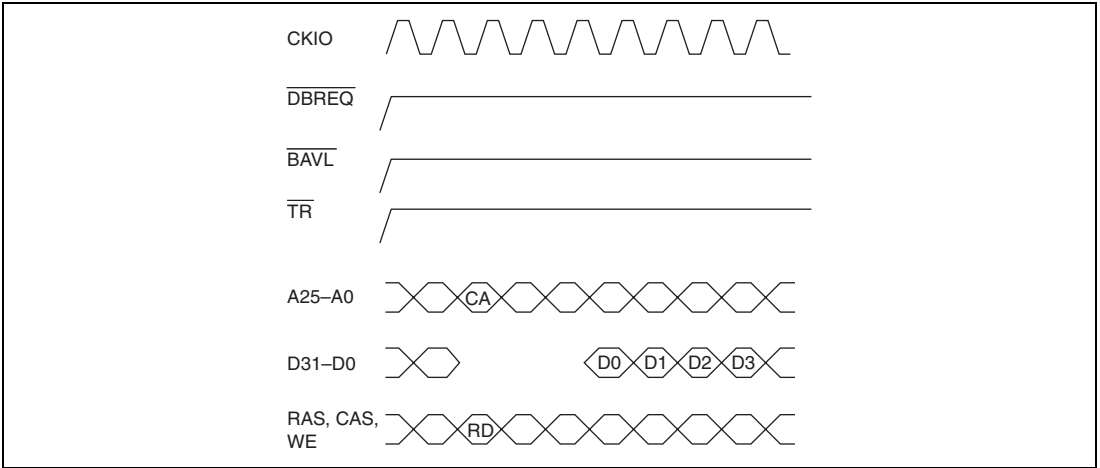 CKIO
DBREQ
BAVL
TR
A25–A0 CA
D31–D0 D0 D1 D2 D3
RAS, CAS, RD
WE